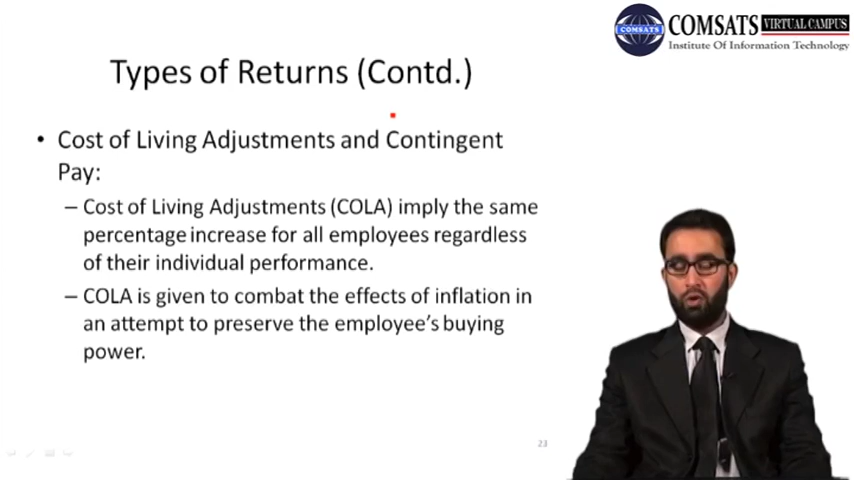 COMSATS
COMSATS VIRTUAL CAMPUS
Institute Of Information Technology
Types of Returns (Contd.)
• Cost of Living Adjustments and Contingent
Pay:
– Cost of Living Adjustments (COLA) imply the same
percentage increase for all employees regardless
of their individual performance.
– COLA is given to combat the effects of inflation in
an attempt to preserve the employee's buying
power.
23